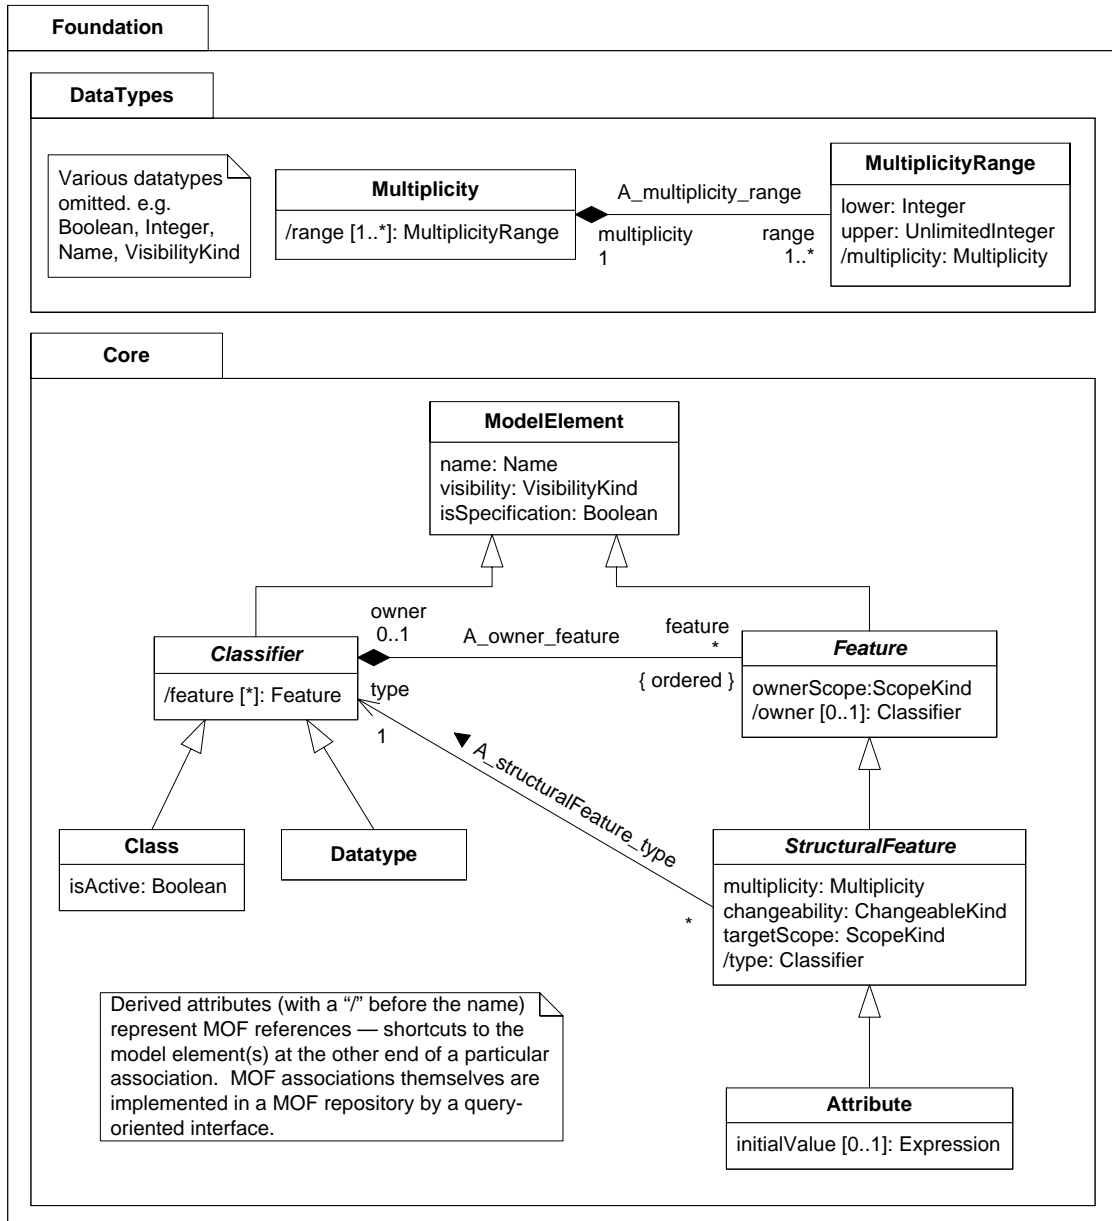 Foundation
DataTypes
Various datatypes
omitted. e.g.
Boolean, Integer,
Name, VisibilityKind
Multiplicity
/range [1..*]: MultiplicityRange
A_multiplicity_range
multiplicity
1
range
1..*
MultiplicityRange
lower: Integer
upper: UnlimitedInteger
/multiplicity: Multiplicity
Core
ModelElement
name: Name
visibility: VisibilityKind
isSpecification: Boolean
owner
0..1
A_owner_feature
feature
*
{ ordered }
Classifier
/feature [*]: Feature
type
1
Feature
ownerScope:ScopeKind
/owner [0..1]: Classifier
A_structuralFeature_type
*
Class
isActive: Boolean
Datatype
StructuralFeature
multiplicity: Multiplicity
changeability: ChangeableKind
targetScope: ScopeKind
/type: Classifier
Derived attributes (with a “/” before the name)
represent MOF references — shortcuts to the
model element(s) at the other end of a particular
association.  MOF associations themselves are
implemented in a MOF repository by a query-
oriented interface.
Attribute
initialValue [0..1]: Expression